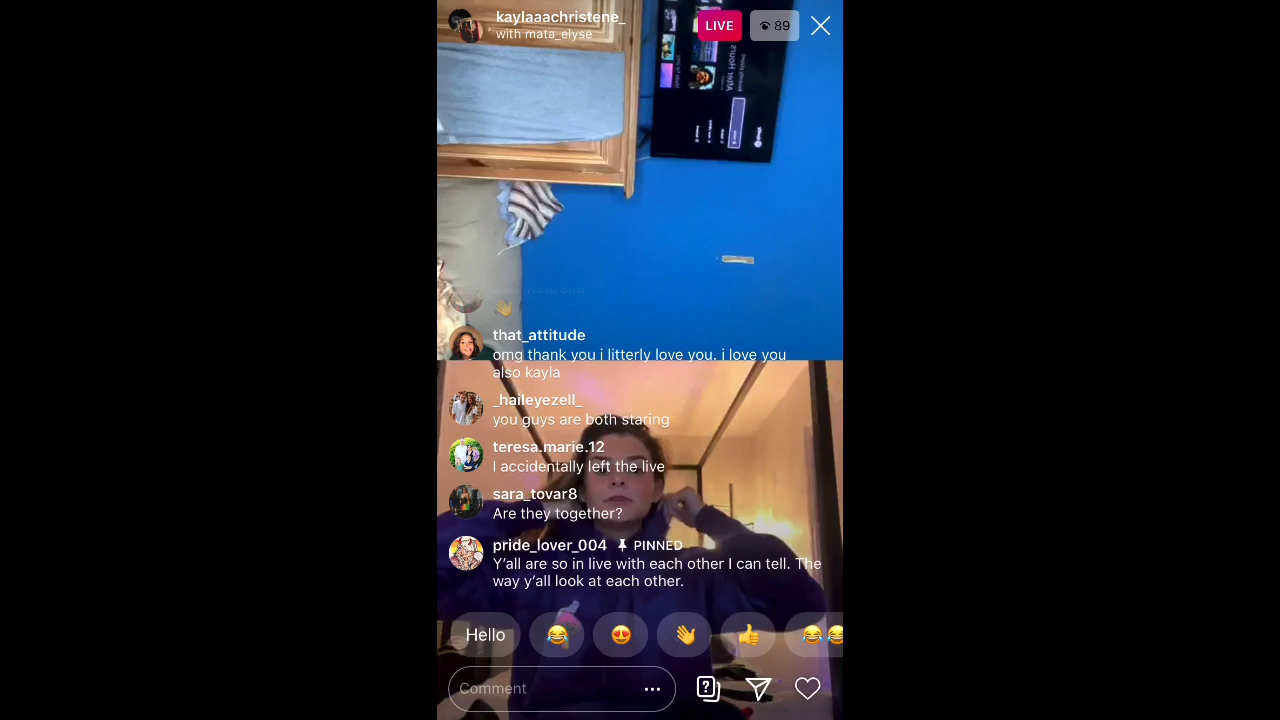 kaylaaachristene_
with mata_elyse
LIVE
89
After Hours
that_attitude
omg thank you i litterly love you. i love you
also kayla
_haileyezell_
you guys are both staring
teresa.marie.12
I accidentally left the live
sara_tovar8
Are they together?
pride_lover_004 PINNED
Y'all are so in live with each other I can tell. The
way y'all look at each other.
Hello
Comment